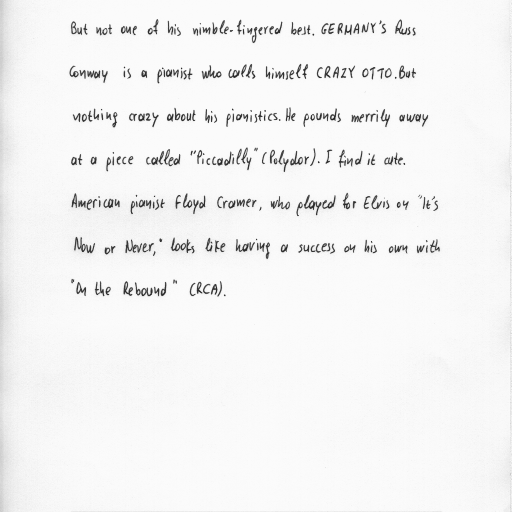 But not one of his nimble-fingered best. GERMANY'S Russ
Conway is a pianist who calls himself CRAZY OTTO. But
nothing crazy about his pianistics. He pounds merrily away
at a piece called "Piccadilly" (Polydor). I find it cute.
American pianist Floyd Cramer, who played for Elvis on "It's
Now or Never," looks like having a success on his own with
"On the Rebound" (RCA).